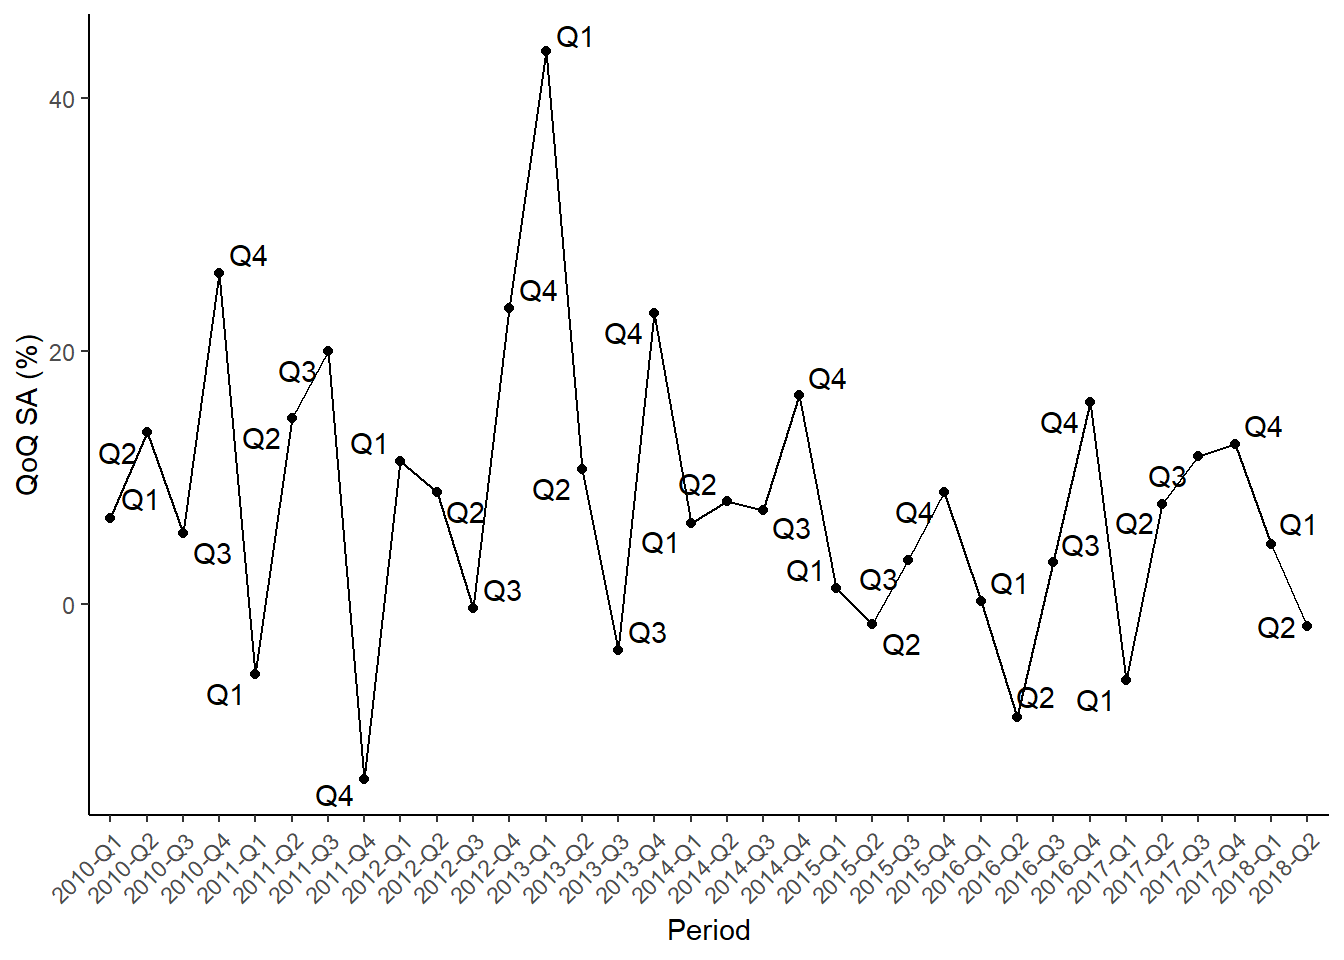 Q1
Q4
Q4
Q4
Q4
Q3
Q4
Q4
Q2
Q1
Q2
Q2
Q2
Q3
Q1
Q2
Q4
Q2
Q1
Q3
Q2
Q1
Q3
Q3
Q1
Q1
Q3
Q1
Q3
Q3
Q2
Q2
Q1
Q2
Q1
Q4
40
20
0
QoQ SA (%)
2010-Q1
2010-Q2
2010-Q3
2010-Q4
2011-Q1
2011-Q2
2011-Q3
2011-Q4
2012-Q1
2012-Q2
2012-Q3
2012-Q4
2013-Q1
2013-Q2
2013-Q3
2013-Q4
2014-Q1
2014-Q2
2014-Q3
2014-Q4
2015-Q1
2015-Q2
2015-Q3
2015-Q4
2016-Q1
2016-Q2
2016-Q3
2016-Q4
2017-Q1
2017-Q2
2017-Q3
2017-Q4
2018-Q1
2018-Q2
Period